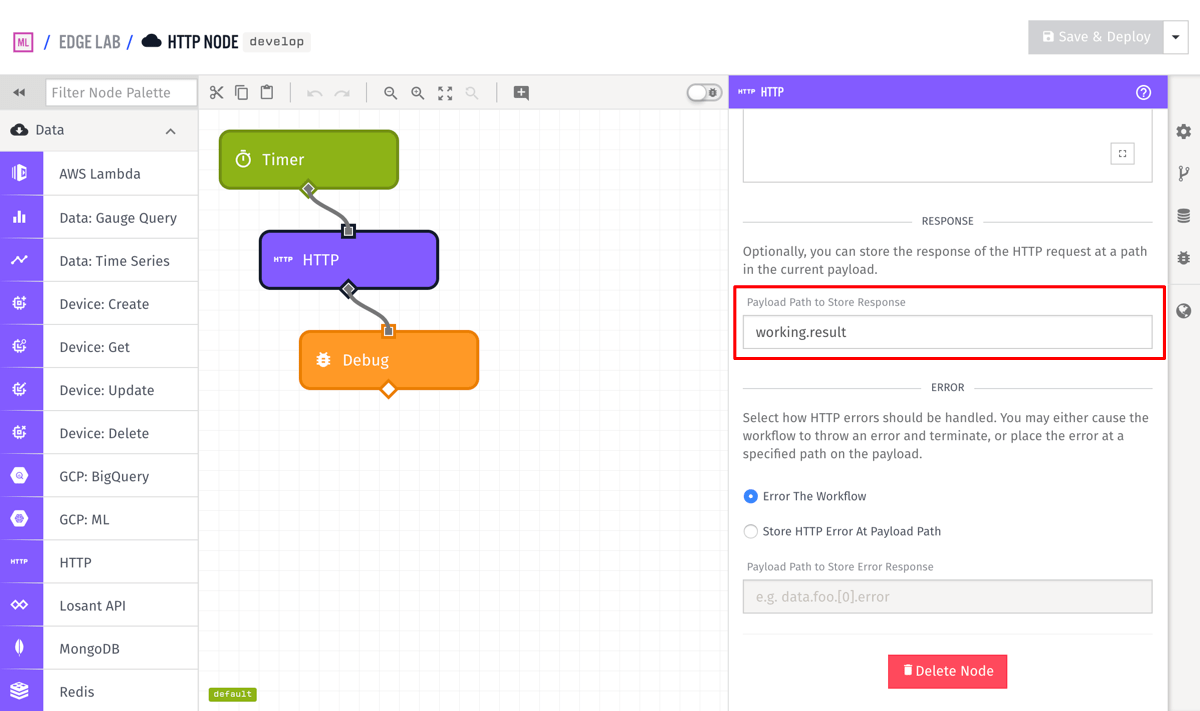 ML / EDGE LAB / HTTP NODE develop
Save & Deploy
Filter Node Palette
Data
AWS Lambda
Data: Gauge Query
Data: Time Series
Device: Create
Device: Get
Device: Update
Device: Delete
GCP: BigQuery
GCP: ML
HTTP HTTP
Losant API
MongoDB
Redis
Timer
HTTP HTTP
Debug
default
HTTP HTTP
RESPONSE
Optionally, you can store the response of the HTTP request at a path
in the current payload.
Payload Path to Store Response
working.result
ERROR
Select how HTTP errors should be handled. You may either cause the
workflow to throw an error and terminate, or place the error at a
specified path on the payload.
Error The Workflow
Store HTTP Error At Payload Path
Payload Path to Store Error Response
e.g. data.foo.[0].error
Delete Node